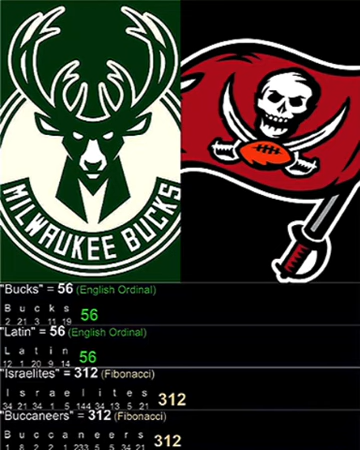 MILWAUKEE BUCKS
"Bucks" = 56 (English Ordinal)
B u c k s 56
2 21 3 11 19
"Latin" = 56 (English Ordinal)
L a t i n 56
12 1 20 9 14
"Israelites" = 312 (Fibonacci)
I s r a e l i t e s 312
34 21 34 1 5 144 34 13 5 21
"Buccaneers" = 312 (Fibonacci)
B u c c a n e e r s 312
1 8 2 2 1 233 5 5 34 21